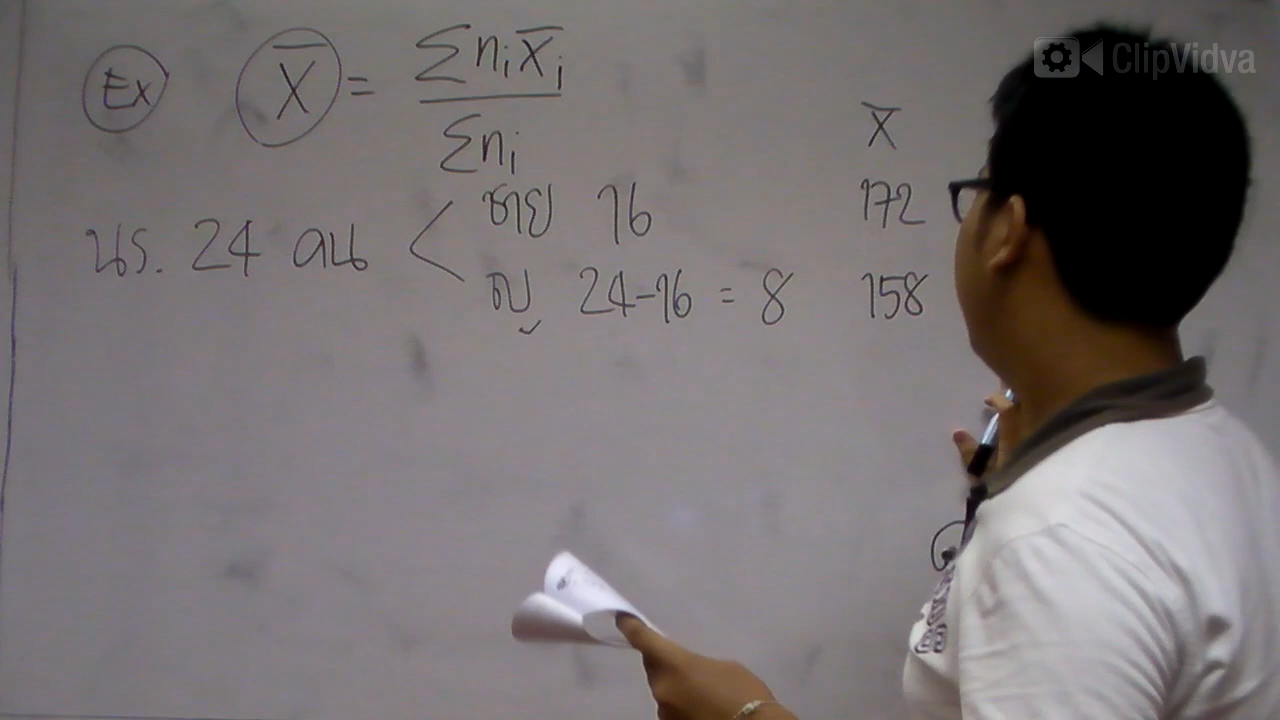 ClipVidva
Ex X̄ = Σnᵢx̄ᵢ / Σnᵢ
x̄
นร. 24 คน < ชาย 16 172
ญ 24-16 = 8 158